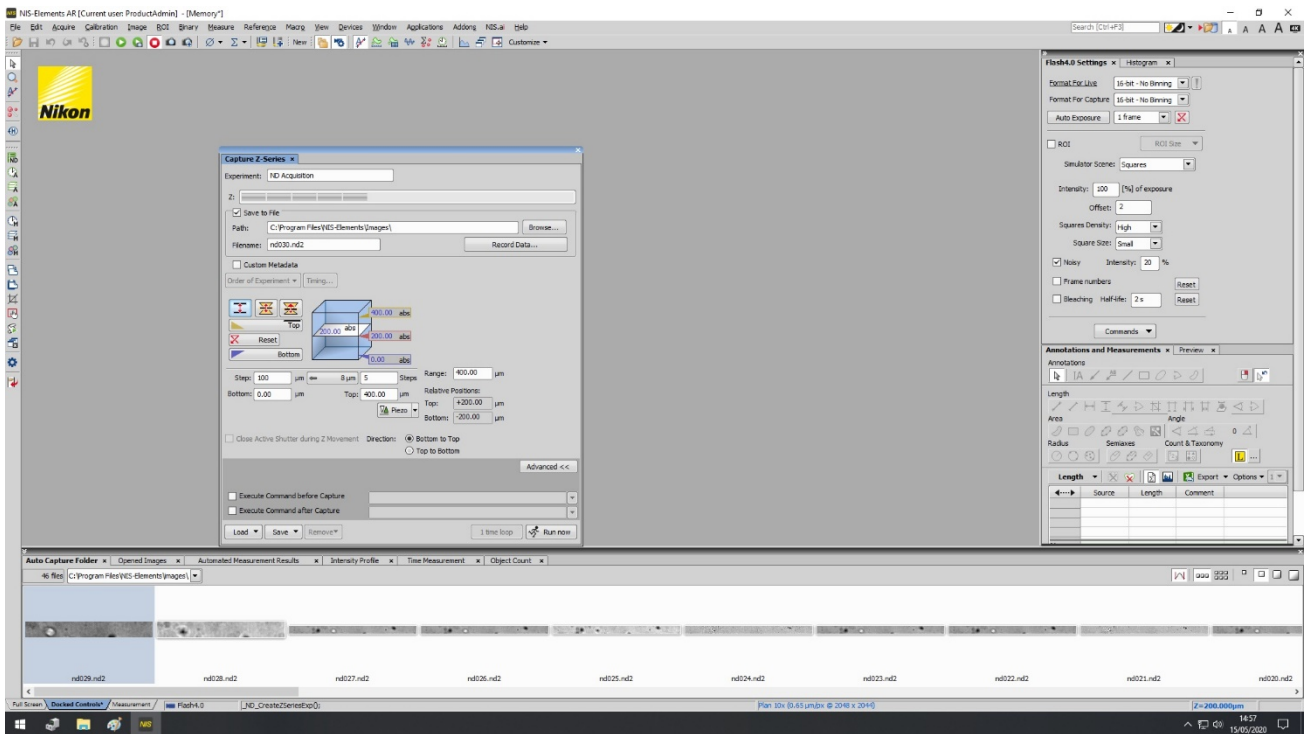 NIS-Elements AR [Current user: ProductAdmin] - [Memory*]
File Edit Acquire Calibration Image ROI Binary Measure Reference Macro View Devices Window Applications Addons NIS.ai Help
Search [Ctrl+F3]
A A A
New
Customize
Nikon
Flash4.0 Settings x Histogram x
Format For Live 16-bit - No Binning
Format For Capture 16-bit - No Binning
Auto Exposure 1 frame
ROI ROI Size
Simulator Scene: Squares
Intensity: 100 [%] of exposure
Offset: 2
Squares Density: High
Square Size: Small
Noisy Intensity: 20 %
Frame numbers Reset
Bleaching Half-life: 2 s Reset
Commands
Capture Z-Series x
Experiment: ND Acquisition
Z:
Save to File
Path: C:\Program Files\NIS-Elements\Images\ Browse...
Filename: nd030.nd2 Record Data...
Custom Metadata
Order of Experiment Timing...
Top
Reset
Bottom
400.00 abs
200.00 abs
200.00 abs
0.00 abs
Step: 100 µm 8 µm 5 Steps Range: 400.00 µm
Bottom: 0.00 µm Top: 400.00 µm Relative Positions:
Piezo
Top: +200.00 µm
Bottom: -200.00 µm
Close Active Shutter during Z Movement Direction: Bottom to Top
Top to Bottom
Advanced <<
Execute Command before Capture
Execute Command after Capture
Load Save Remove 1 time loop Run now
Annotations and Measurements x Preview x
Annotations
Length
Area Angle
Radius Semiaxes Count & Taxonomy
Length Export Options 1
Source Length Comment
Auto Capture Folder x Opened Images x Automated Measurement Results x Intensity Profile x Time Measurement x Object Count x
46 files C:\Program Files\NIS-Elements\Images\
nd029.nd2 nd028.nd2 nd027.nd2 nd026.nd2 nd025.nd2 nd024.nd2 nd023.nd2 nd022.nd2 nd021.nd2 nd020.nd2
Full Screen Docked Controls* Measurement Flash4.0 _ND_CreateZSeriesExp(); Plan 10x [0.65 µm/px @ 2048 x 2044] Z=200.000µm
NIS
14:57
15/05/2020